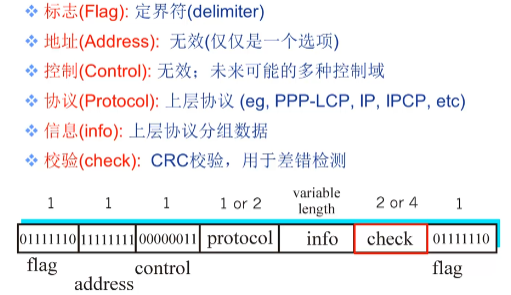 标志(Flag): 定界符(delimiter)
地址(Address): 无效(仅仅是一个选项)
控制(Control): 无效；未来可能的多种控制域
协议(Protocol): 上层协议 (eg, PPP-LCP, IP, IPCP, etc)
信息(info): 上层协议分组数据
校验(check): CRC校验，用于差错检测
1 1 1 1 or 2 variable length 2 or 4 1
01111110 11111111 00000011 protocol info check 01111110
flag address control flag